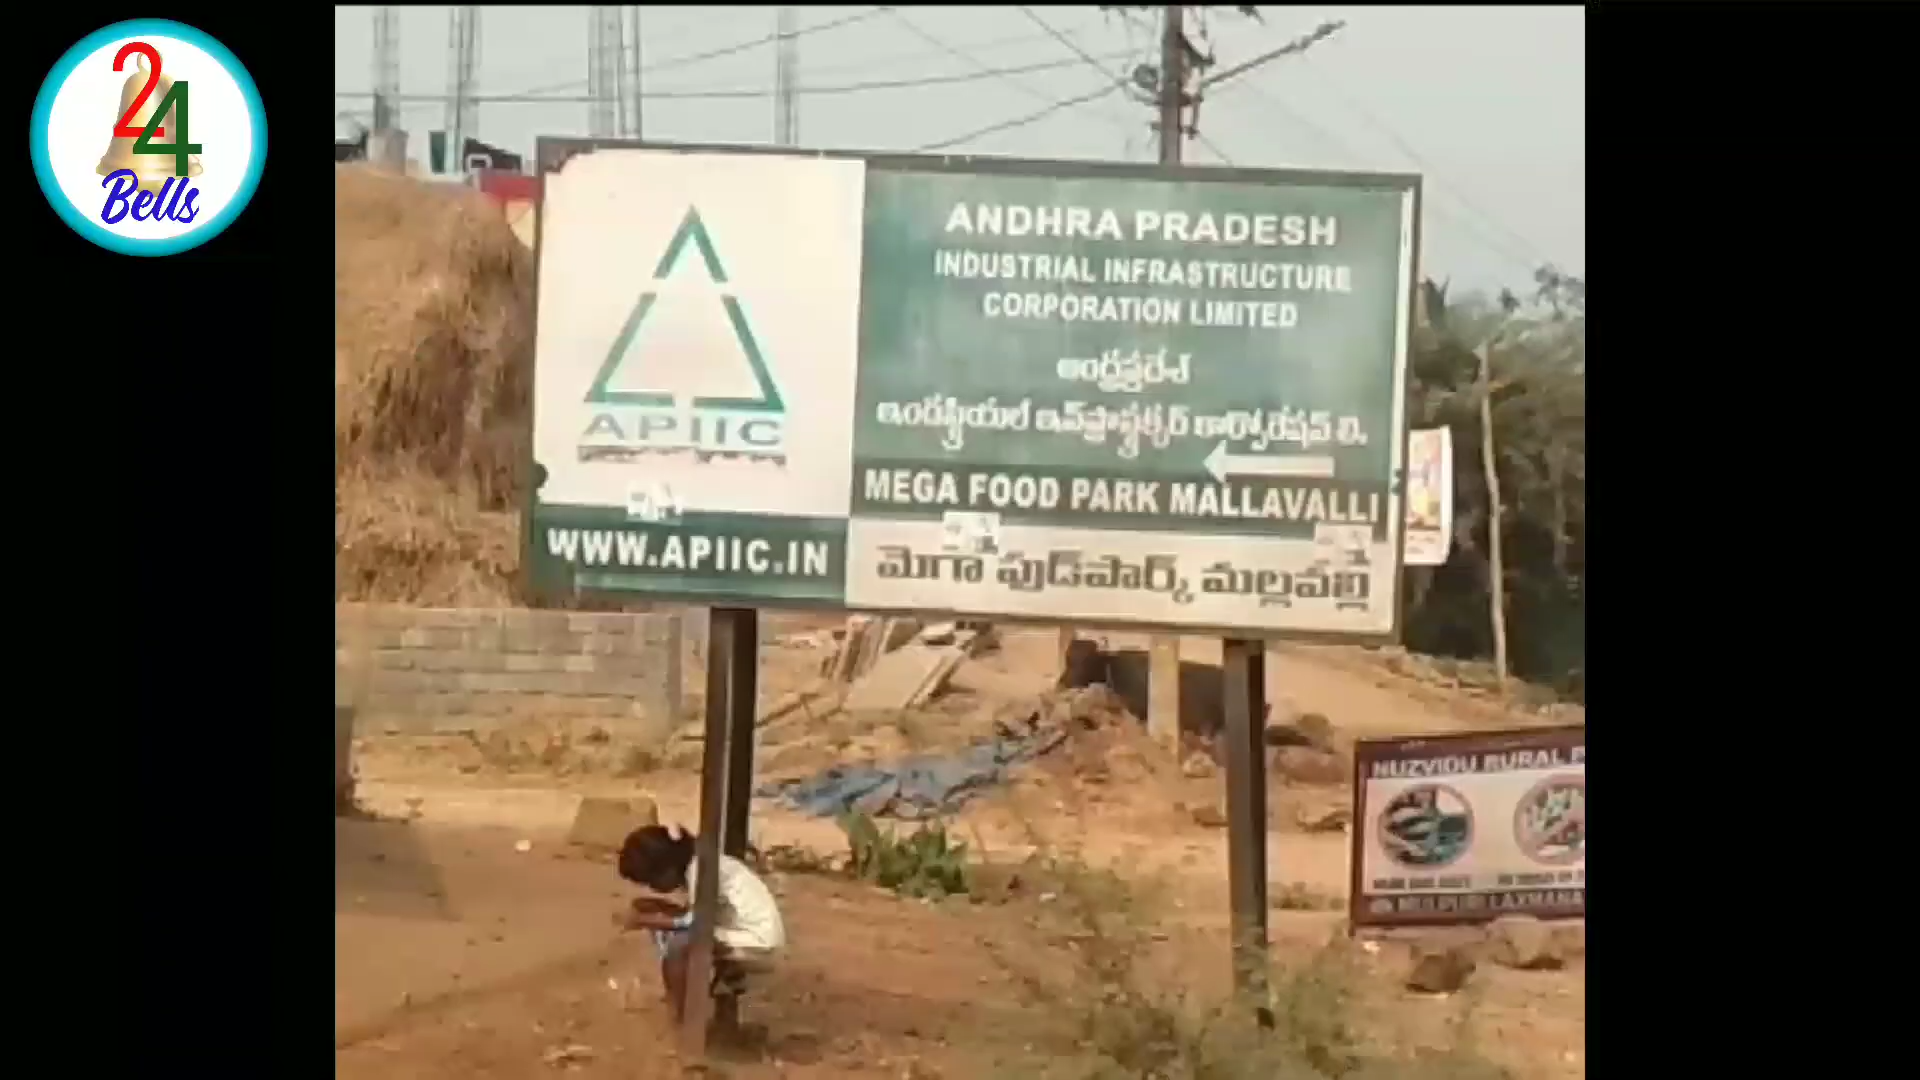 24
Bells
APIIC
WWW.APIIC.IN
ANDHRA PRADESH
INDUSTRIAL INFRASTRUCTURE
CORPORATION LIMITED
ఆంధ్రప్రదేశ్
ఇండస్ట్రియల్ ఇన్‌ఫ్రాస్ట్రక్చర్ కార్పోరేషన్ లి.
MEGA FOOD PARK MALLAVALLI
మెగా ఫుడ్‌పార్క్ మల్లవల్లి
NUZVIDU RURAL P